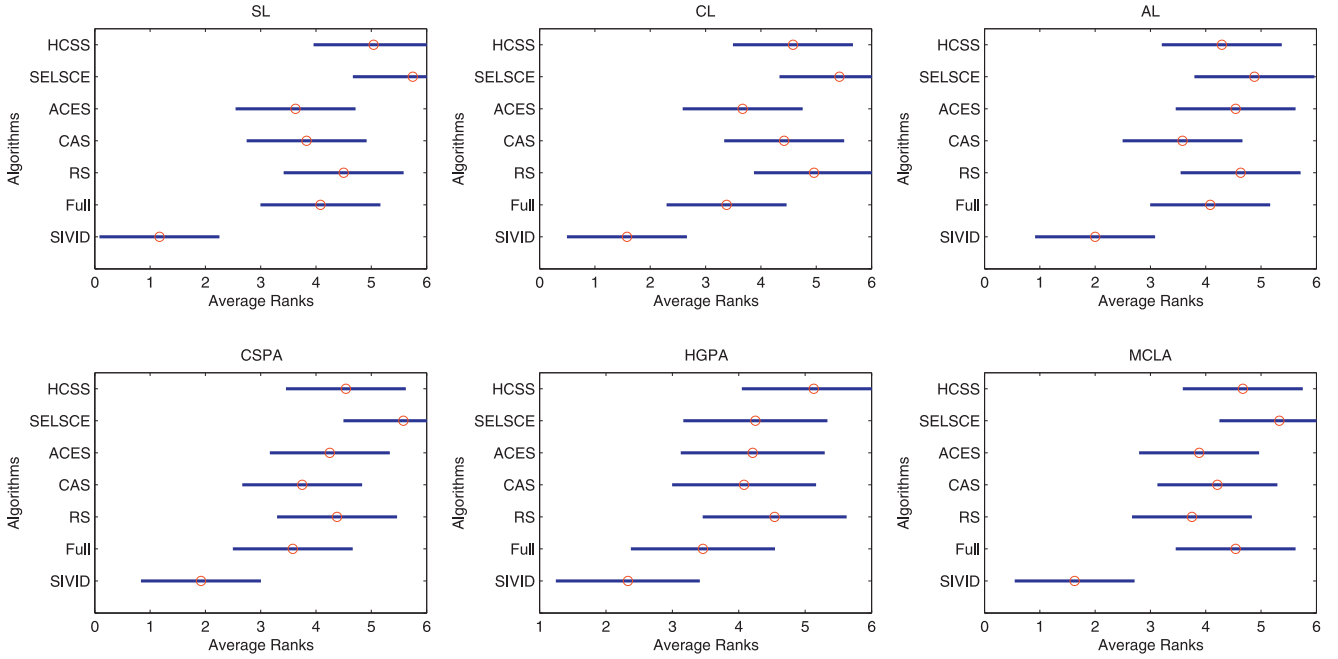 SL
HCSS
SELSCE
ACES
CAS
RS
Full
SIVID
Algorithms
0 1 2 3 4 5 6
Average Ranks
CL
HCSS
SELSCE
ACES
CAS
RS
Full
SIVID
Algorithms
0 1 2 3 4 5 6
Average Ranks
AL
HCSS
SELSCE
ACES
CAS
RS
Full
SIVID
Algorithms
0 1 2 3 4 5 6
Average Ranks
CSPA
HCSS
SELSCE
ACES
CAS
RS
Full
SIVID
Algorithms
0 1 2 3 4 5 6
Average Ranks
HGPA
HCSS
SELSCE
ACES
CAS
RS
Full
SIVID
Algorithms
1 2 3 4 5 6
Average Ranks
MCLA
HCSS
SELSCE
ACES
CAS
RS
Full
SIVID
Algorithms
0 1 2 3 4 5 6
Average Ranks